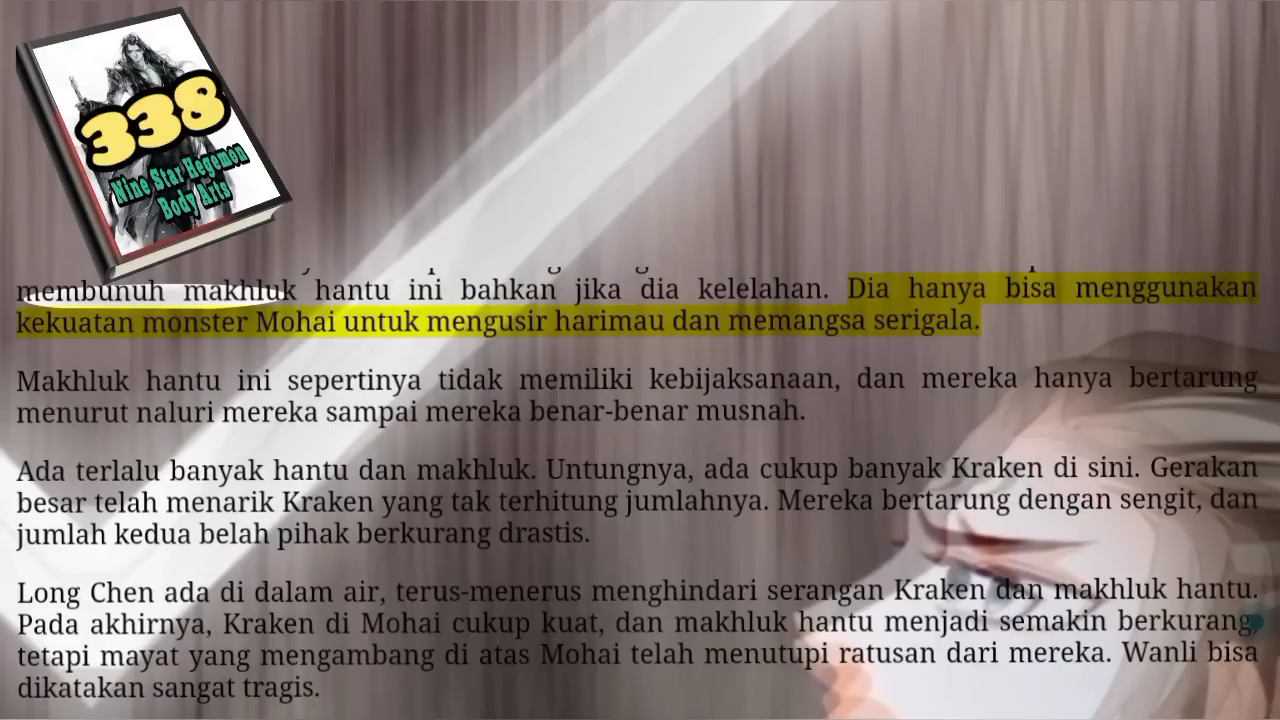 338
Nine Star Hegemon
Body Arts
membunuh makhluk hantu ini bahkan jika dia kelelahan. Dia hanya bisa menggunakan
kekuatan monster Mohai untuk mengusir harimau dan memangsa serigala.
Makhluk hantu ini sepertinya tidak memiliki kebijaksanaan, dan mereka hanya bertarung
menurut naluri mereka sampai mereka benar-benar musnah.
Ada terlalu banyak hantu dan makhluk. Untungnya, ada cukup banyak Kraken di sini. Gerakan
besar telah menarik Kraken yang tak terhitung jumlahnya. Mereka bertarung dengan sengit, dan
jumlah kedua belah pihak berkurang drastis.
Long Chen ada di dalam air, terus-menerus menghindari serangan Kraken dan makhluk hantu.
Pada akhirnya, Kraken di Mohai cukup kuat, dan makhluk hantu menjadi semakin berkurang,
tetapi mayat yang mengambang di atas Mohai telah menutupi ratusan dari mereka. Wanli bisa
dikatakan sangat tragis.